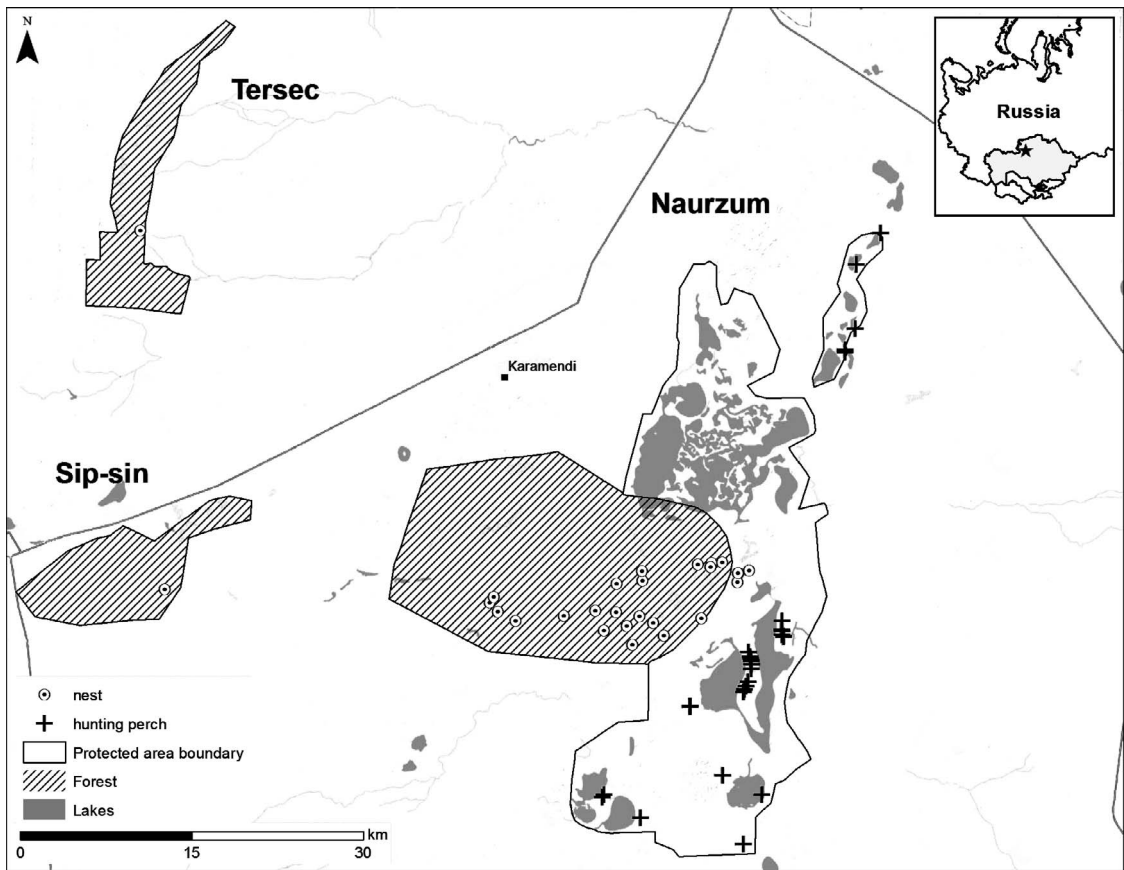 N
Tersec
Russia
Naurzum
Karamendi
Sip-sin
nest
hunting perch
Protected area boundary
Forest
Lakes
km
0 15 30